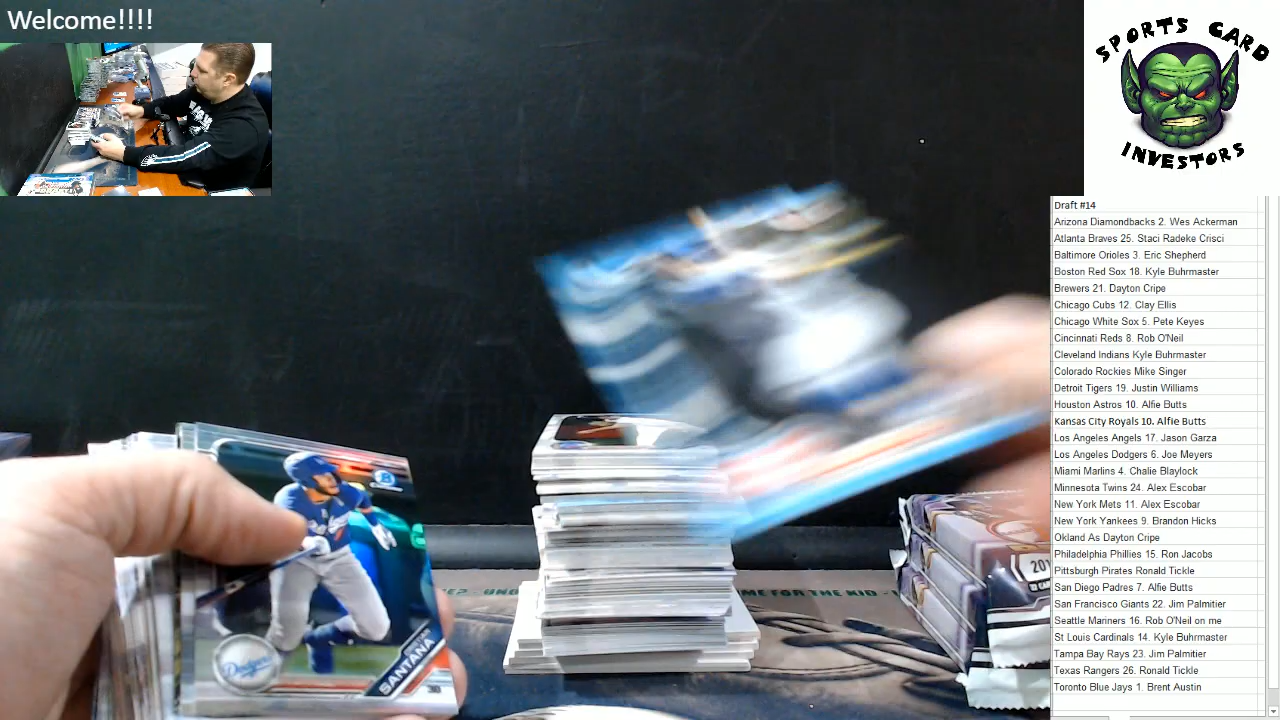 Welcome!!!!
SPORTS CARD
INVESTORS
Draft #14
Arizona Diamondbacks 2. Wes Ackerman
Atlanta Braves 25. Staci Radeke Crisci
Baltimore Orioles 3. Eric Shepherd
Boston Red Sox 18. Kyle Buhrmaster
Brewers 21. Dayton Cripe
Chicago Cubs 12. Clay Ellis
Chicago White Sox 5. Pete Keyes
Cincinnati Reds 8. Rob O'Neil
Cleveland Indians Kyle Buhrmaster
Colorado Rockies Mike Singer
Detroit Tigers 19. Justin Williams
Houston Astros 10. Alfie Butts
Kansas City Royals 10. Alfie Butts
Los Angeles Angels 17. Jason Garza
Los Angeles Dodgers 6. Joe Meyers
Miami Marlins 4. Chalie Blaylock
Minnesota Twins 24. Alex Escobar
New York Mets 11. Alex Escobar
New York Yankees 9. Brandon Hicks
Okland As Dayton Cripe
Philadelphia Phillies 15. Ron Jacobs
Pittsburgh Pirates Ronald Tickle
San Diego Padres 7. Alfie Butts
San Francisco Giants 22. Jim Palmitier
Seattle Mariners 16. Rob O'Neil on me
St Louis Cardinals 14. Kyle Buhrmaster
Tampa Bay Rays 23. Jim Palmitier
Texas Rangers 26. Ronald Tickle
Toronto Blue Jays 1. Brent Austin
Dodgers
SANTANA
ME FOR THE KID
201